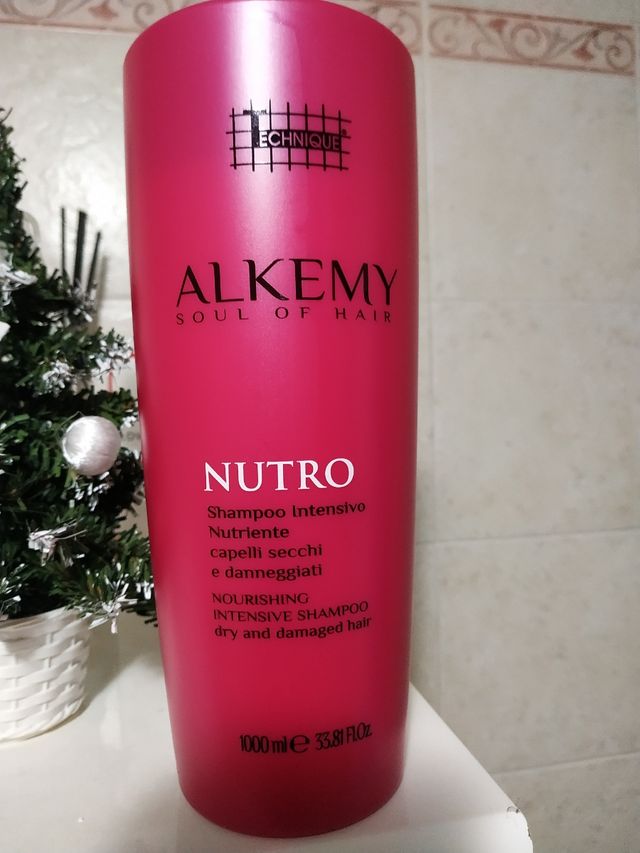 TECHNIQUE®
ALKEMY
SOUL OF HAIR
NUTRO
Shampoo Intensivo
Nutriente
capelli secchi
e danneggiati
NOURISHING
INTENSIVE SHAMPOO
dry and damaged hair
1000 ml ℮ 33.81 Fl.Oz.